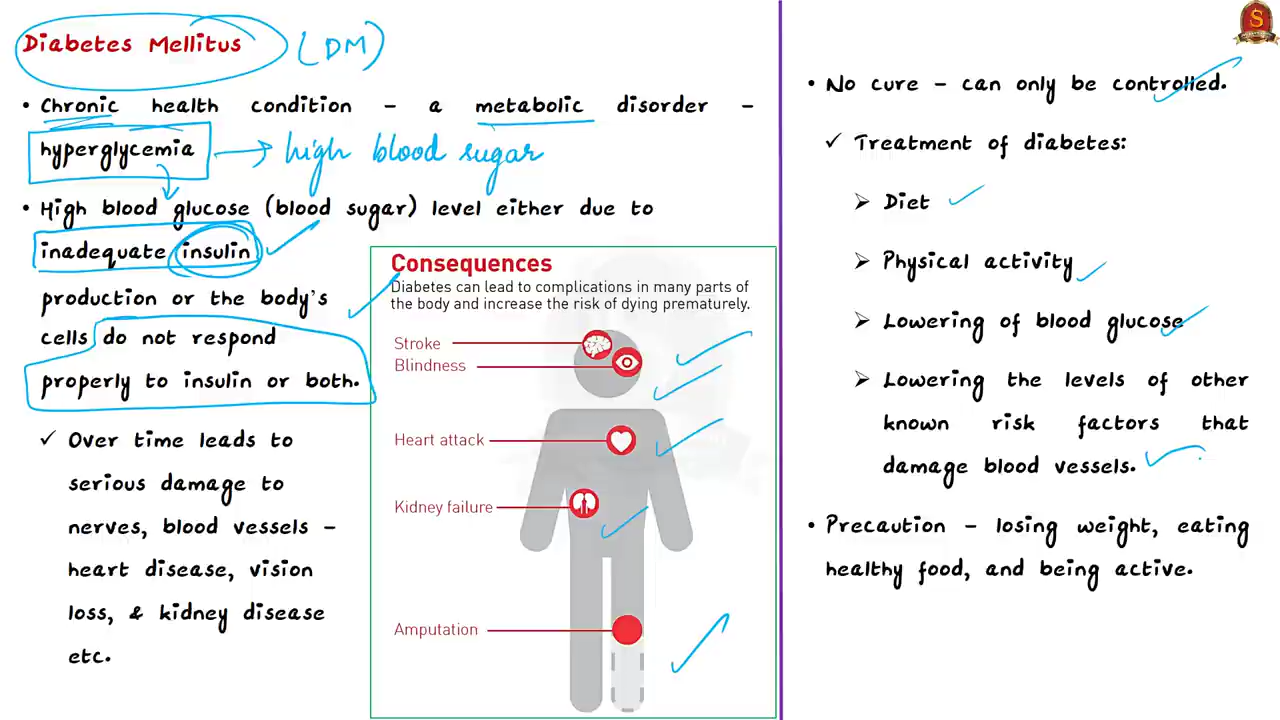 Diabetes Mellitus (DM)
• Chronic health condition – a metabolic disorder –
hyperglycemia → high blood sugar
• High blood glucose (blood sugar) level either due to
inadequate insulin
production or the body's
cells do not respond
properly to insulin or both.
✓ Over time leads to
serious damage to
nerves, blood vessels –
heart disease, vision
loss, & kidney disease
etc.
Consequences
Diabetes can lead to complications in many parts of
the body and increase the risk of dying prematurely.
Stroke
Blindness
Heart attack
Kidney failure
Amputation
• No cure – can only be controlled.
✓ Treatment of diabetes:
➢ Diet
➢ Physical activity
➢ Lowering of blood glucose
➢ Lowering the levels of other
known risk factors that
damage blood vessels.
• Precaution – losing weight, eating
healthy food, and being active.
S